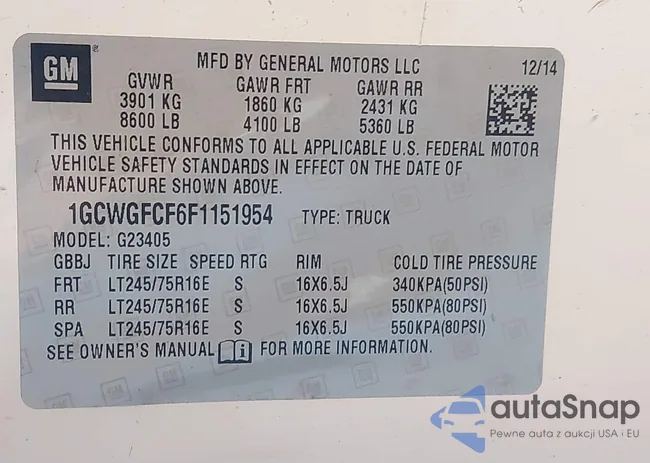 GM
MFD BY GENERAL MOTORS LLC 12/14
GVWR GAWR FRT GAWR RR
3901 KG 1860 KG 2431 KG
8600 LB 4100 LB 5360 LB
THIS VEHICLE CONFORMS TO ALL APPLICABLE U.S. FEDERAL MOTOR
VEHICLE SAFETY STANDARDS IN EFFECT ON THE DATE OF
MANUFACTURE SHOWN ABOVE.
1GCWGFCF6F1151954 TYPE: TRUCK
MODEL: G23405
GBBJ TIRE SIZE SPEED RTG RIM COLD TIRE PRESSURE
FRT LT245/75R16E S 16X6.5J 340KPA(50PSI)
RR LT245/75R16E S 16X6.5J 550KPA(80PSI)
SPA LT245/75R16E S 16X6.5J 550KPA(80PSI)
SEE OWNER'S MANUAL FOR MORE INFORMATION.
autaSnap
Pewne auta z aukcji USA i EU